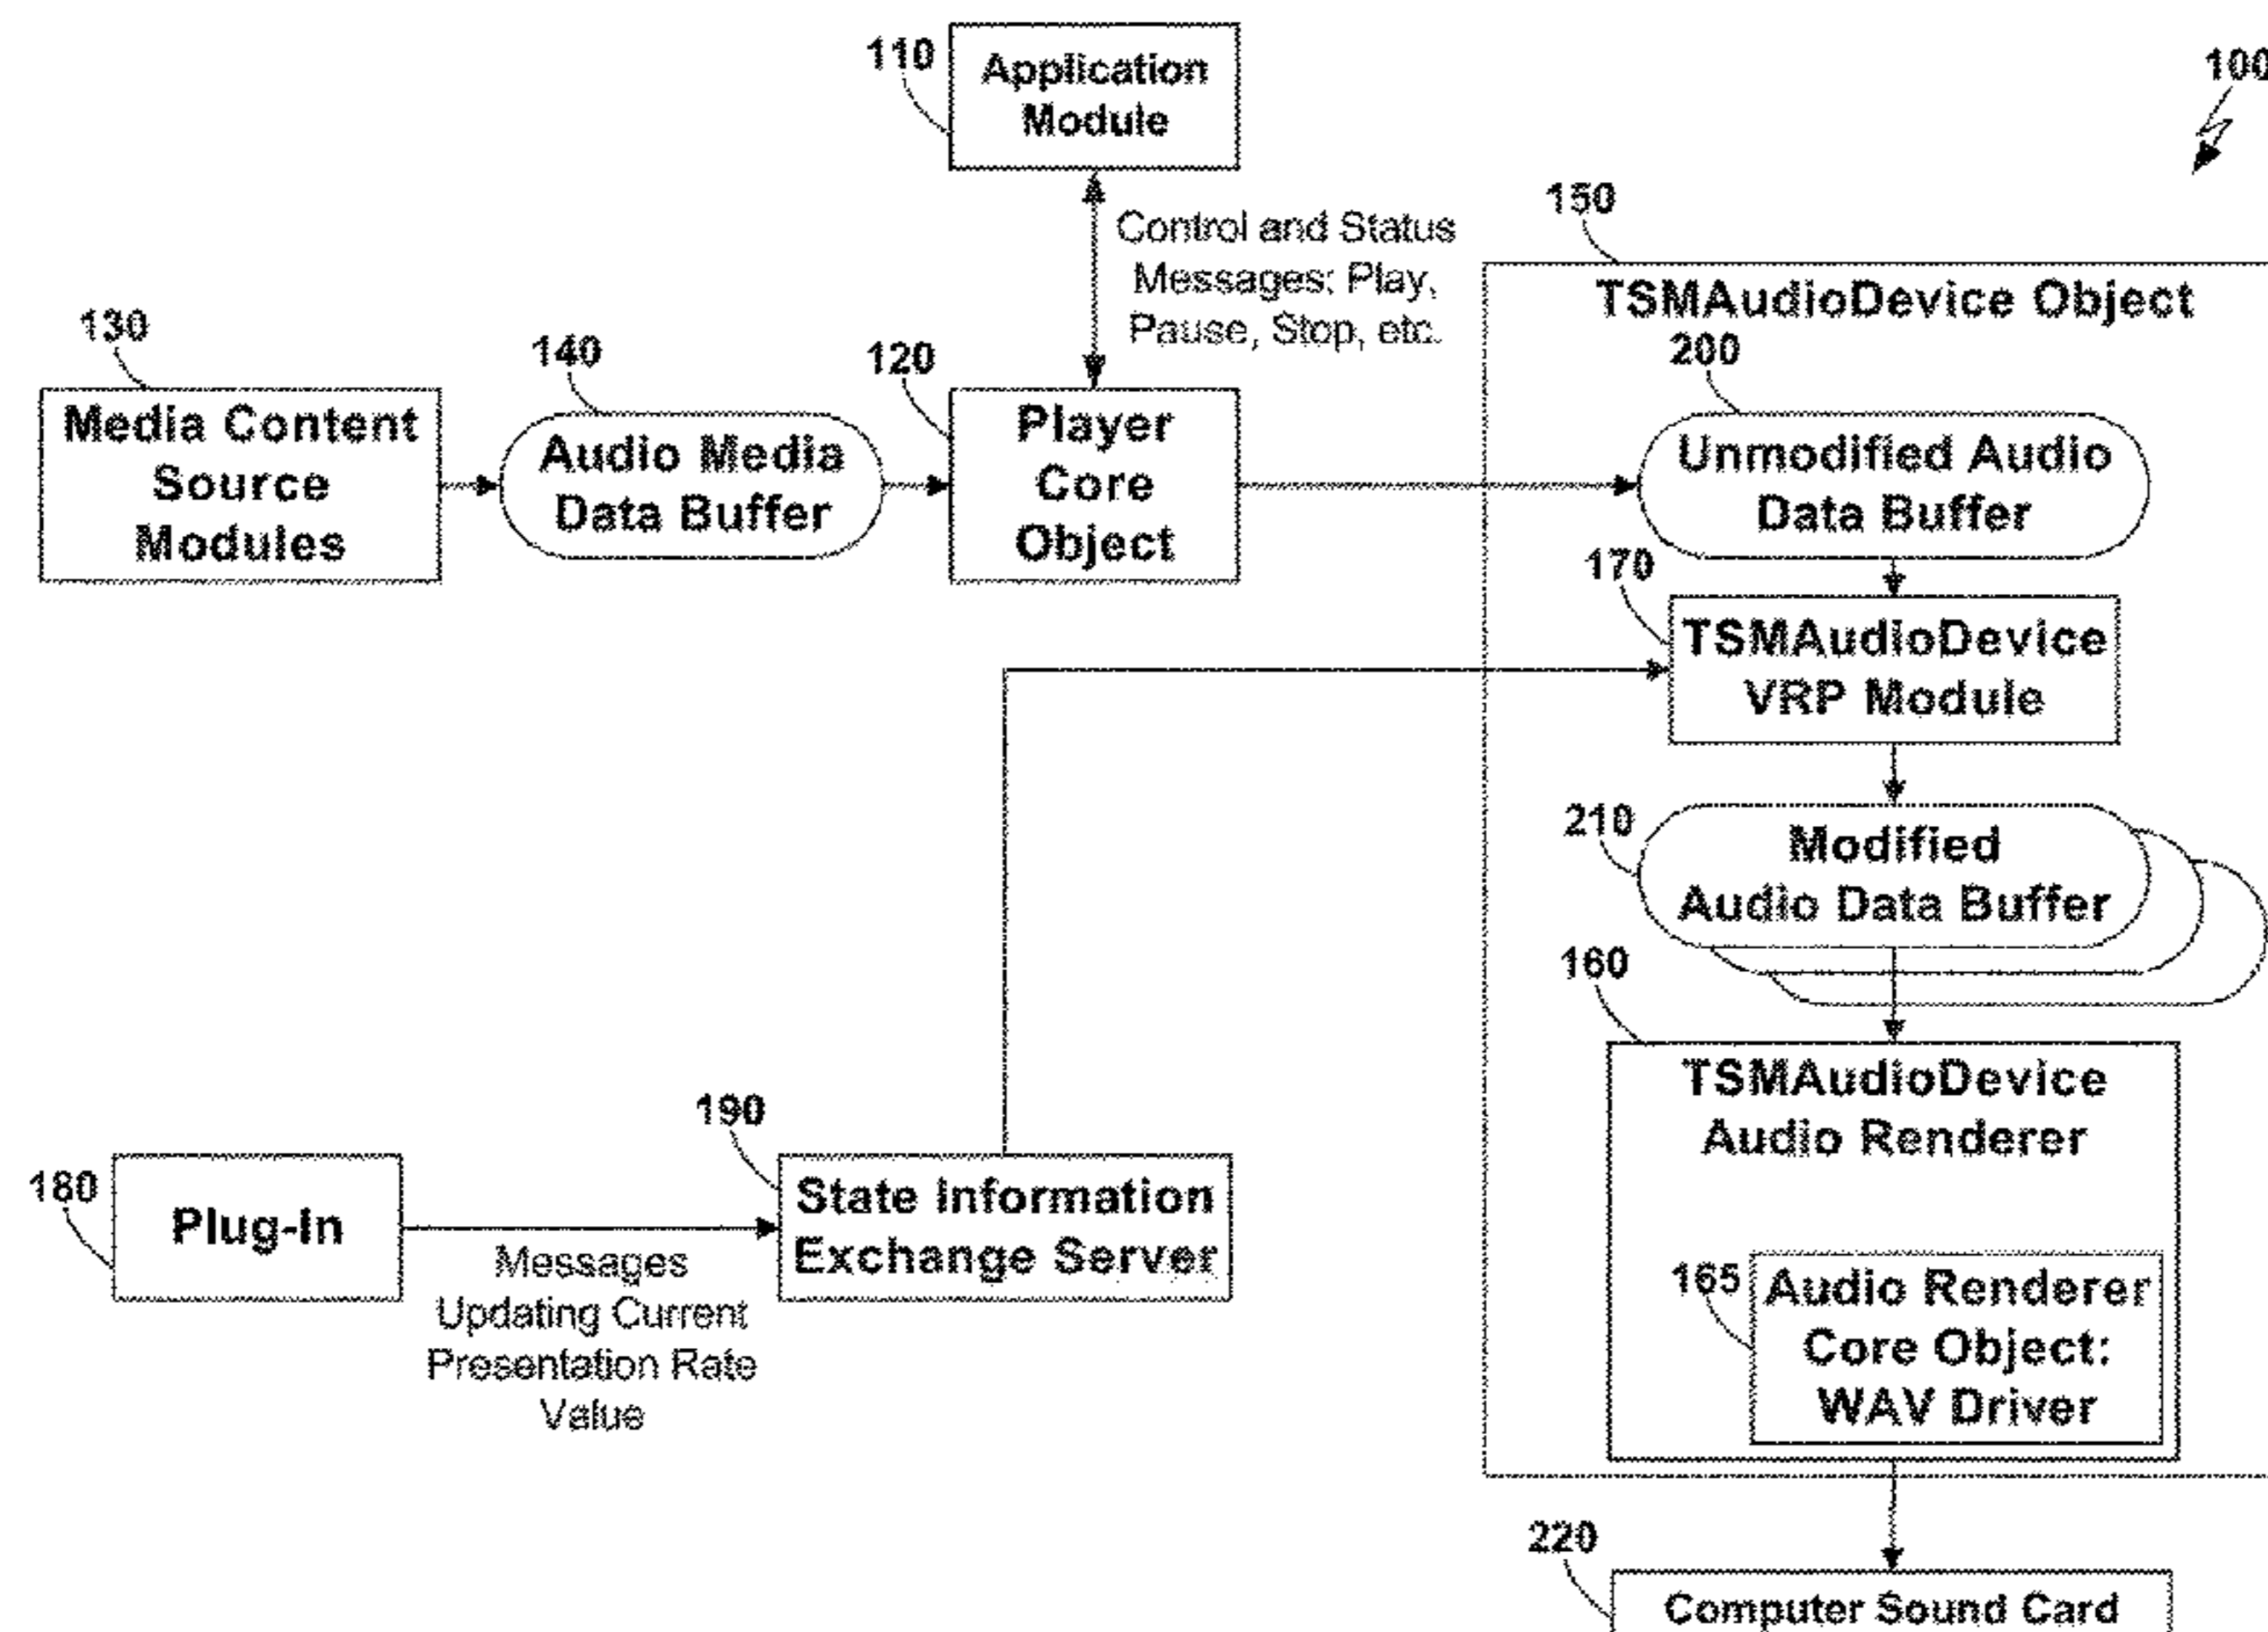 110
Application
Module
100
Control and Status
Messages: Play,
Pause, Stop, etc.
150
TSMAudioDevice Object
130
Media Content
Source
Modules
140
Audio Media
Data Buffer
120
Player
Core
Object
200
Unmodified Audio
Data Buffer
170
TSMAudioDevice
VRP Module
210
Modified
Audio Data Buffer
160
TSMAudioDevice
Audio Renderer
165
Audio Renderer
Core Object:
WAV Driver
180
Plug-In
Messages
Updating Current
Presentation Rate
Value
190
State Information
Exchange Server
220
Computer Sound Card